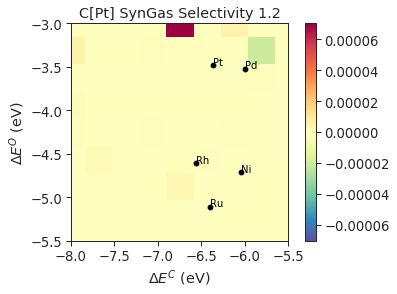 C[Pt] SynGas Selectivity 1.2
−3.0
−3.5
−4.0
−4.5
−5.0
−5.5
ΔE^O (eV)
Pt
Pd
Rh
Ni
Ru
−8.0 −7.5 −7.0 −6.5 −6.0 −5.5
ΔE^C (eV)
0.00006
0.00004
0.00002
0.00000
−0.00002
−0.00004
−0.00006